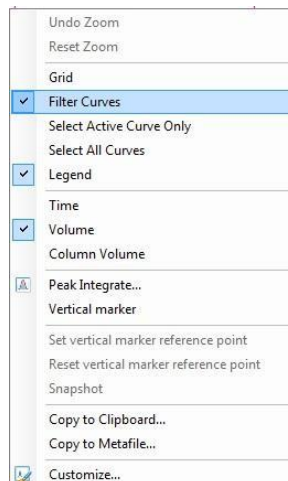 Undo Zoom
Reset Zoom
Grid
Filter Curves
Select Active Curve Only
Select All Curves
Legend
Time
Volume
Column Volume
Peak Integrate...
Vertical marker
Set vertical marker reference point
Reset vertical marker reference point
Snapshot
Copy to Clipboard...
Copy to Metafile...
Customize...